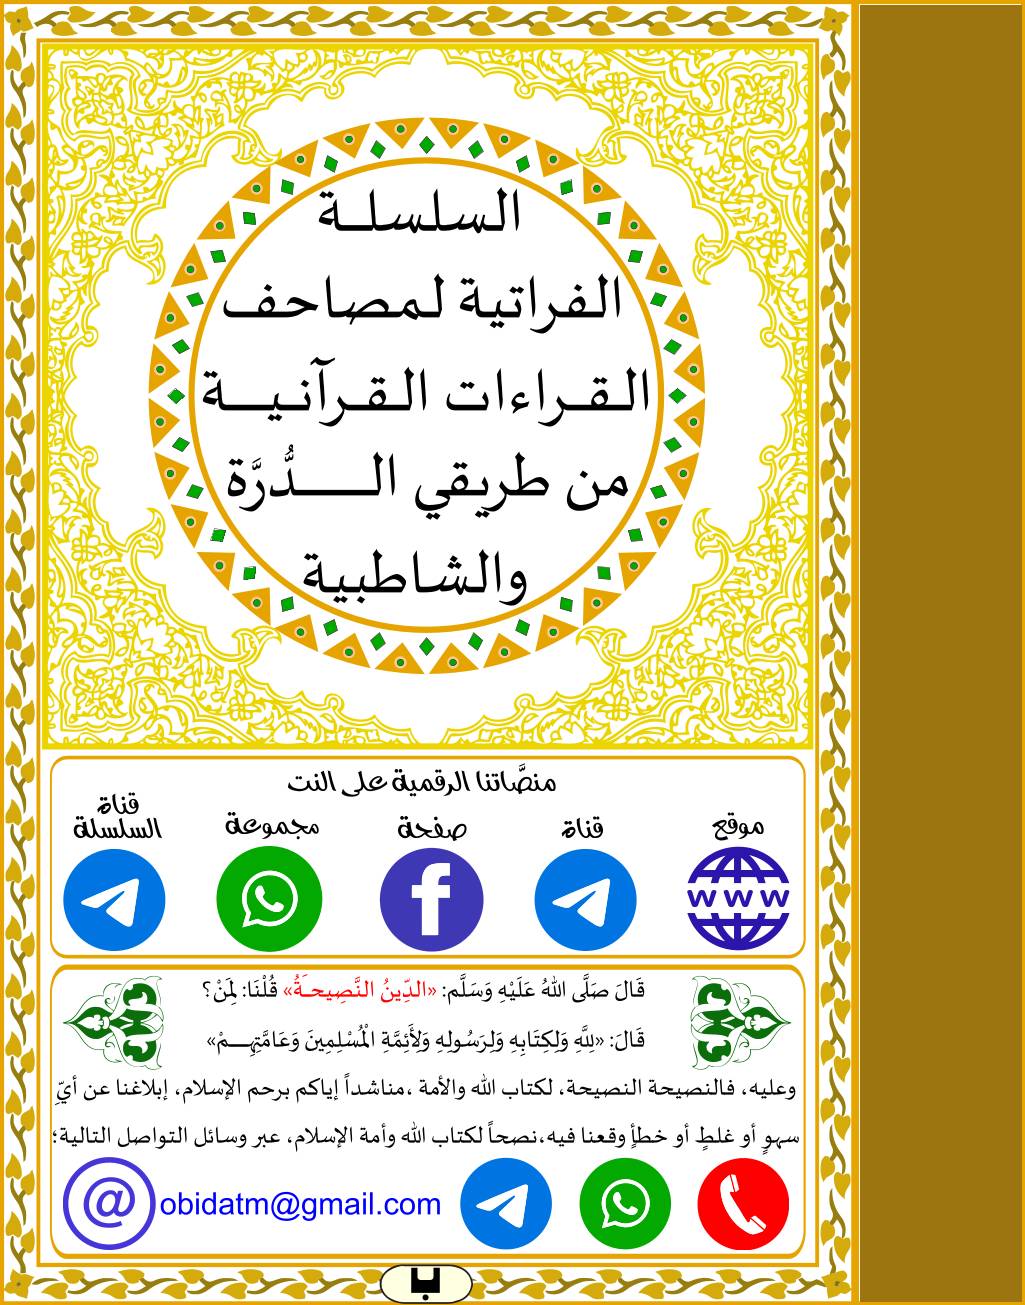 السلسلة
الفراتية لمصاحف
القراءات القرآنية
من طريقي الدُّرَّة
والشاطبية
منصَّاتنا الرقمية على النت
موقع
قناة
صفحة
مجموعة
قناة
السلسلة
www
قَالَ صَلَّى اللهُ عَلَيْهِ وَسَلَّم: «الدِّينُ النَّصِيحَةُ» قُلْنَا: لِمَنْ؟
قَالَ: «لِلَّهِ وَلِكِتَابِهِ وَلِرَسُولِهِ وَلِأَئِمَّةِ الْمُسْلِمِينَ وَعَامَّتِهِمْ»
وعليه، فالنصيحة النصيحة، لكتاب الله والأمة ،مناشداً إياكم برحم الإسلام، إبلاغنا عن أيِّ
سهوٍ أو غلطٍ أو خطأٍ وقعنا فيه،نصحاً لكتاب الله وأمة الإسلام، عبر وسائل التواصل التالية؛
@ obidatm@gmail.com
ب